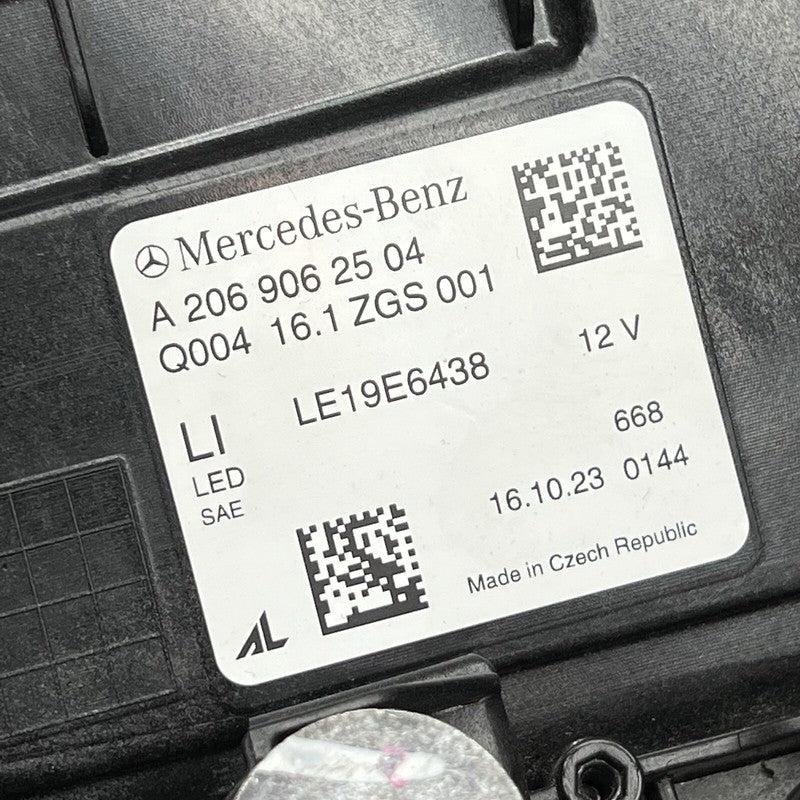 Mercedes-Benz
A 206 906 25 04
Q004 16.1 ZGS 001
LE19E6438
12 V
LI
LED
SAE
668
16.10.23 0144
Made in Czech Republic
AL